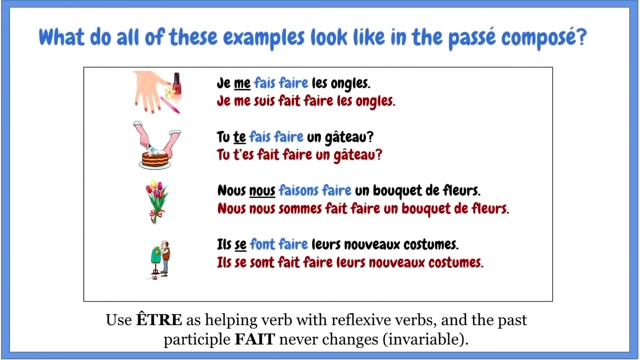 What do all of these examples look like in the passé composé?
Je me fais faire les ongles.
Je me suis fait faire les ongles.
Tu te fais faire un gâteau?
Tu t'es fait faire un gâteau?
Nous nous faisons faire un bouquet de fleurs.
Nous nous sommes fait faire un bouquet de fleurs.
Ils se font faire leurs nouveaux costumes.
Ils se sont fait faire leurs nouveaux costumes.
Use ÊTRE as helping verb with reflexive verbs, and the past
participle FAIT never changes (invariable).